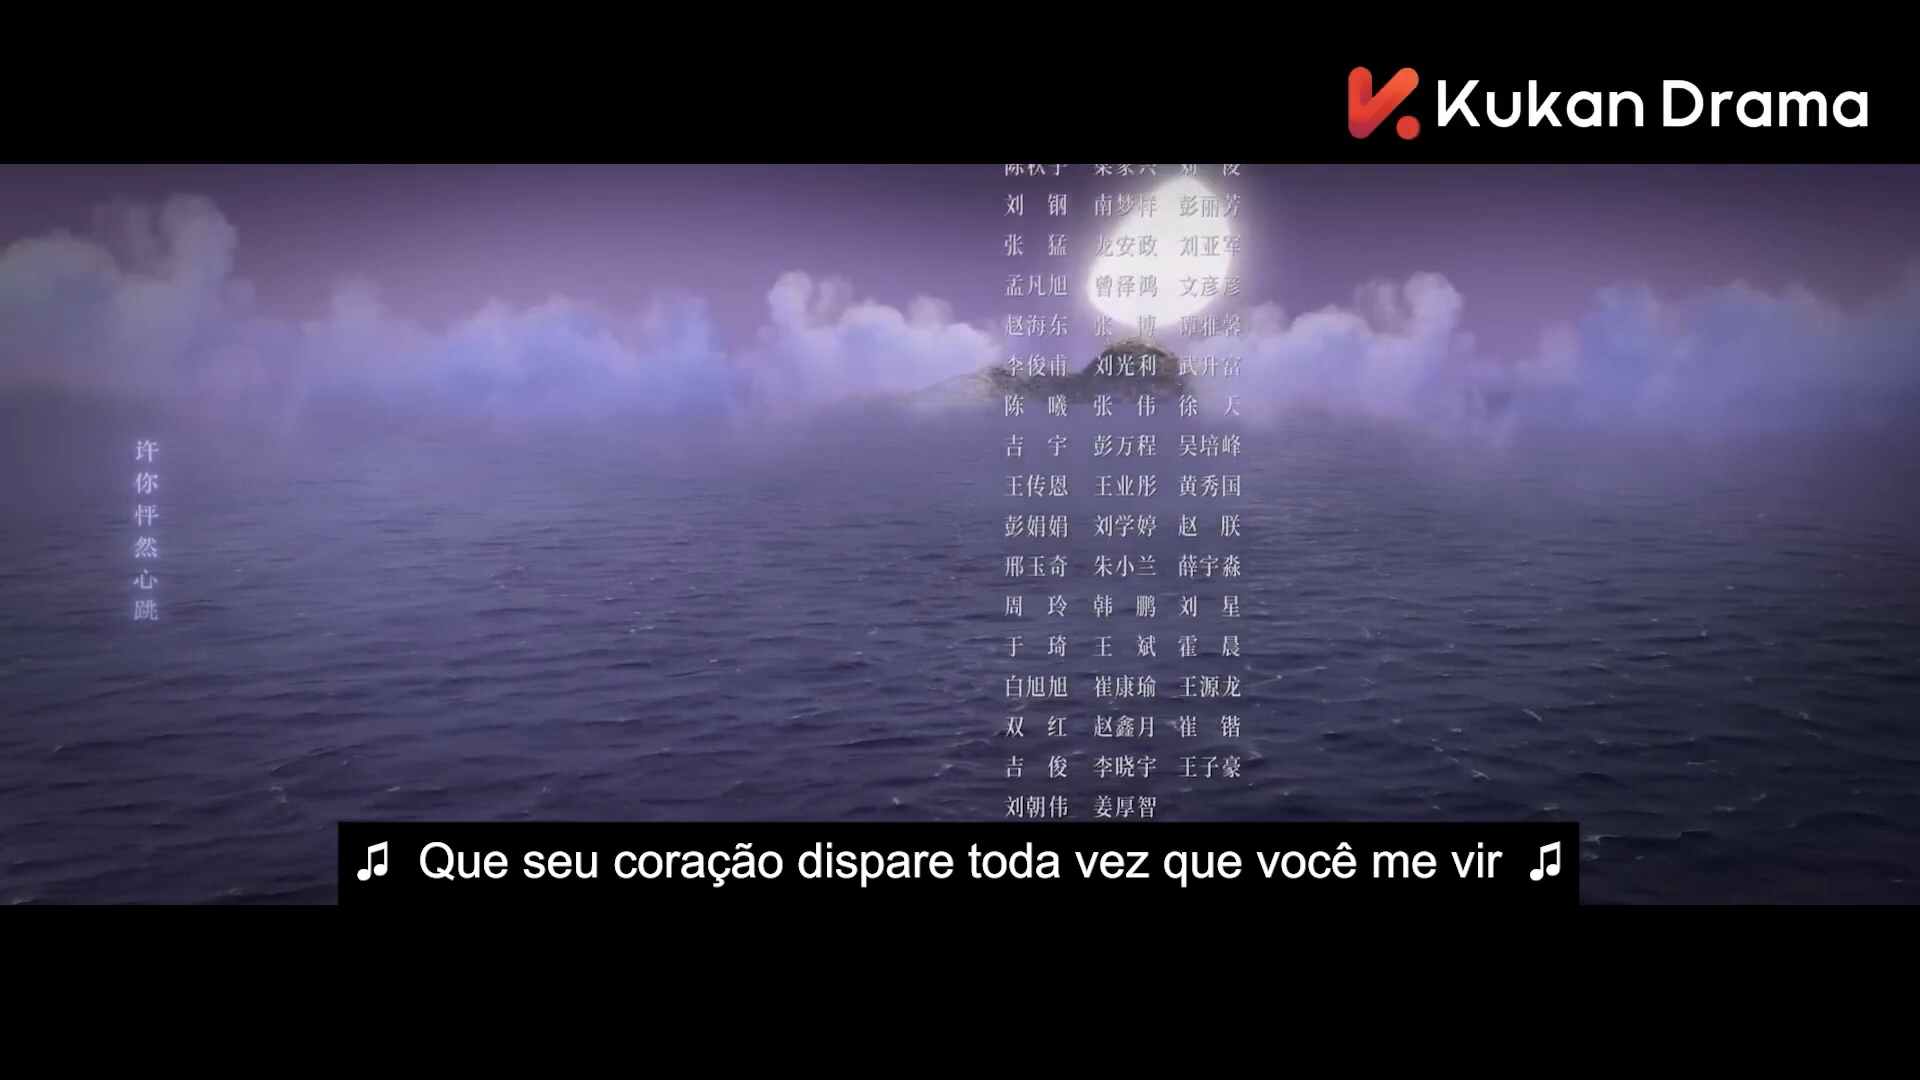 Kukan Drama
刘 钢 南梦样 彭丽芳
张 猛 龙安政 刘亚军
孟凡旭 曾泽鸿 文彦彦
赵海东 张 博 谭雅馨
李俊甫 刘光利 武升富
陈 曦 张 伟 徐 天
吉 宇 彭万程 吴培峰
王传恩 王业彤 黄秀国
彭娟娟 刘学婷 赵 朕
邢玉奇 朱小兰 薛宇淼
周 玲 韩 鹏 刘 星
于 琦 王 斌 霍 晨
白旭旭 崔康瑜 王源龙
双 红 赵鑫月 崔 锴
吉 俊 李晓宇 王子豪
刘朝伟 姜厚智
许你怦然心跳
♫ Que seu coração dispare toda vez que você me vir ♫